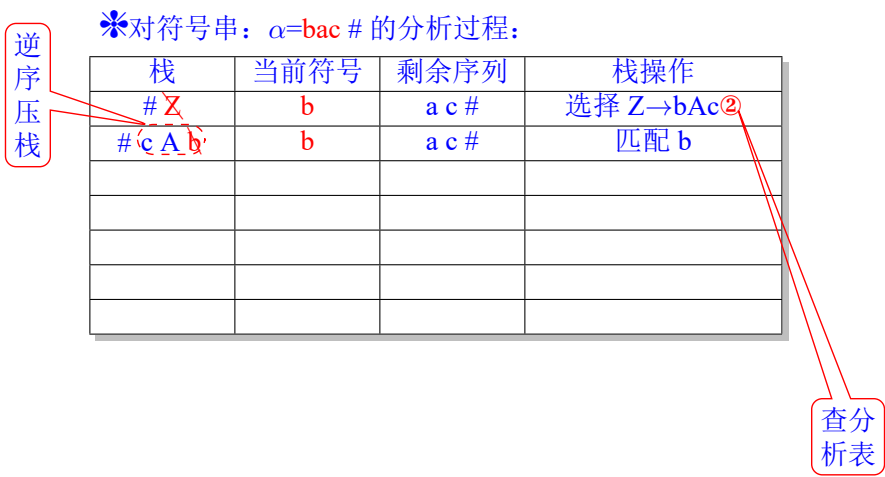 ❇对符号串：α=bac # 的分析过程：
逆序压栈
栈 当前符号 剩余序列 栈操作
# Z b a c # 选择 Z→bAc②
# c A b b a c # 匹配 b
查分
析表